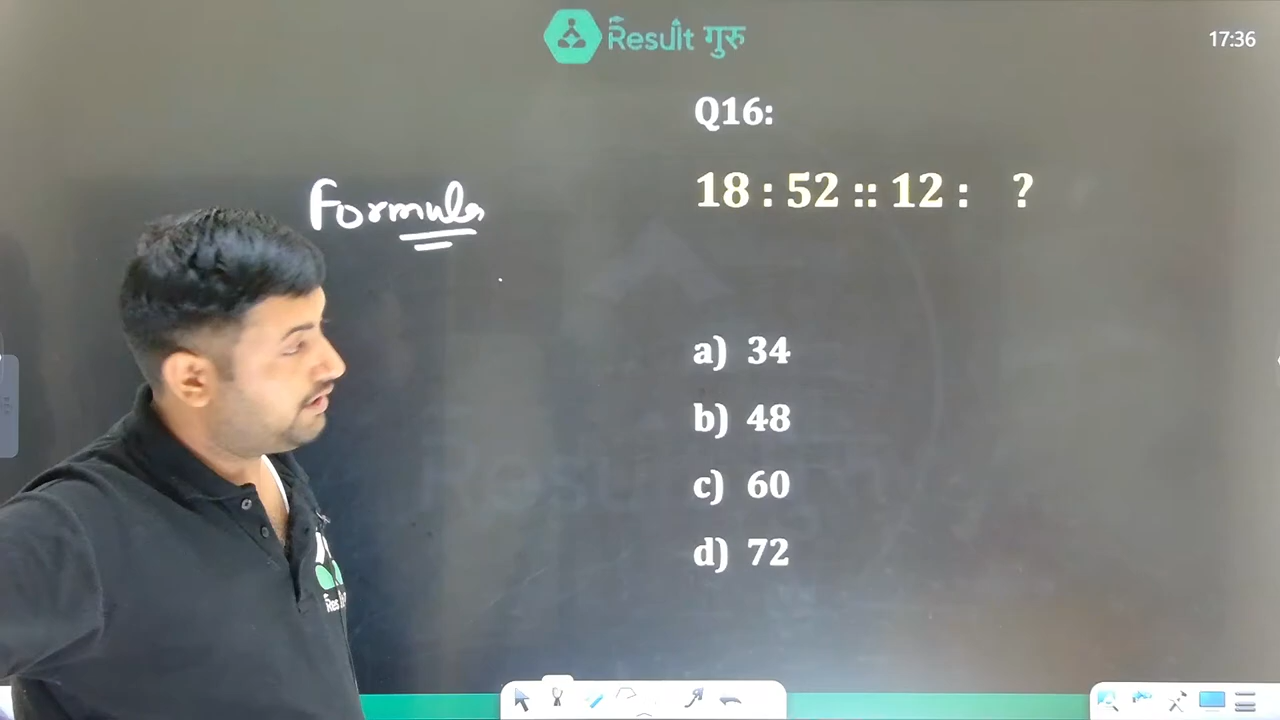 Result गुरु
17:36
Q16:
18 : 52 :: 12 : ?
Formula
a) 34
b) 48
c) 60
d) 72